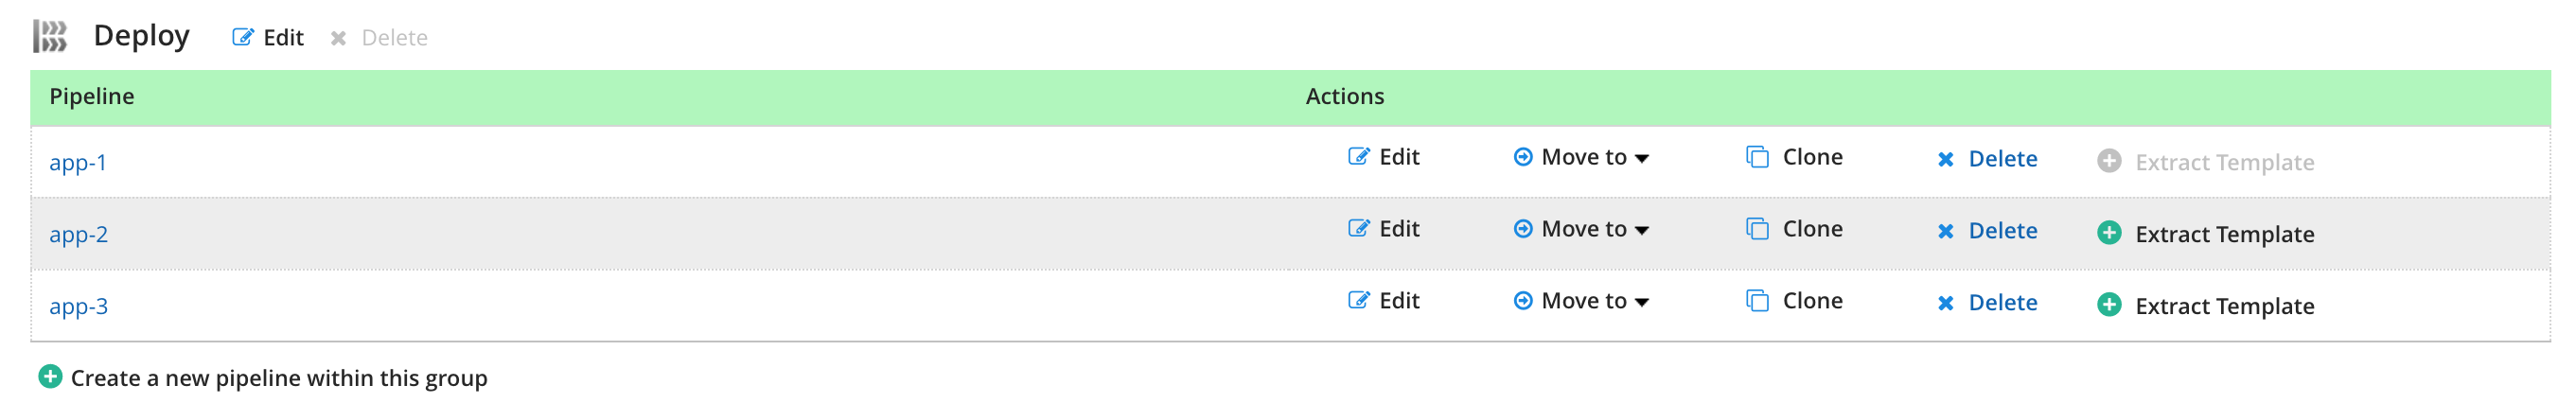 Deploy Edit Delete
Pipeline Actions
app-1 Edit Move to Clone Delete Extract Template
app-2 Edit Move to Clone Delete Extract Template
app-3 Edit Move to Clone Delete Extract Template
Create a new pipeline within this group